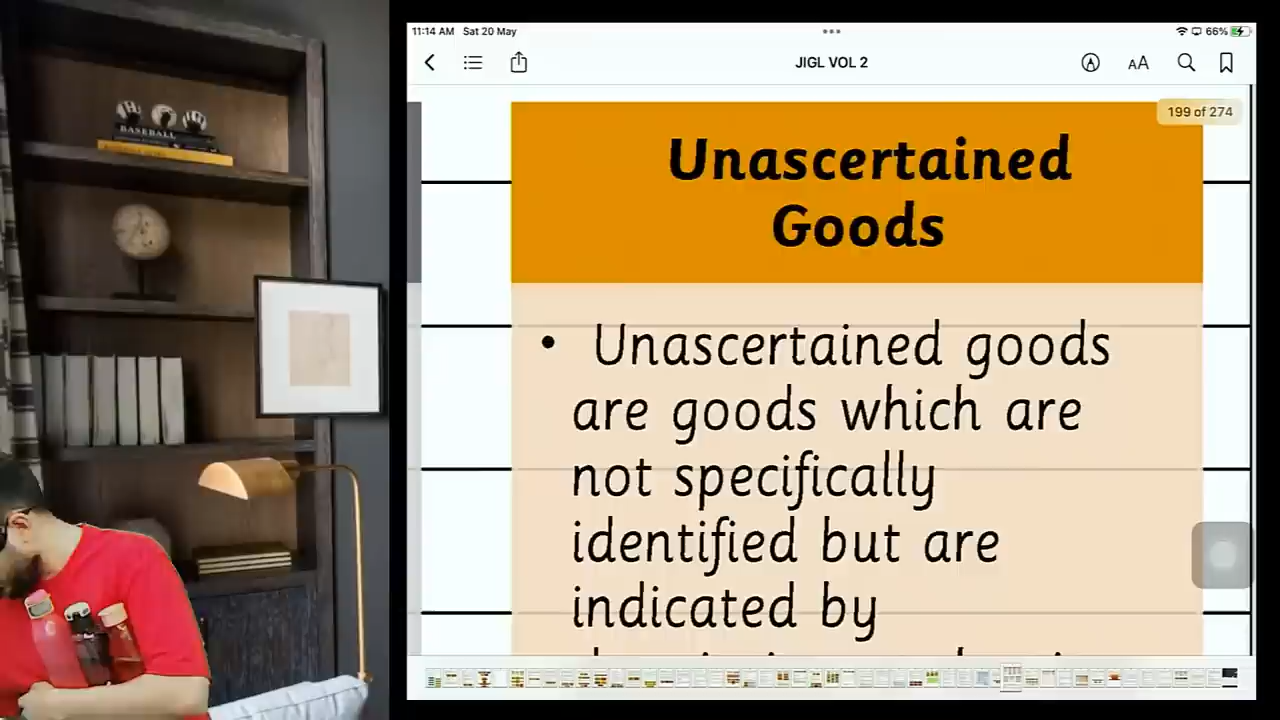 BASEBALL
11:14 AM Sat 20 May
66%
JIGL VOL 2
AA
199 of 274
Unascertained
Goods
• Unascertained goods
are goods which are
not specifically
identified but are
indicated by